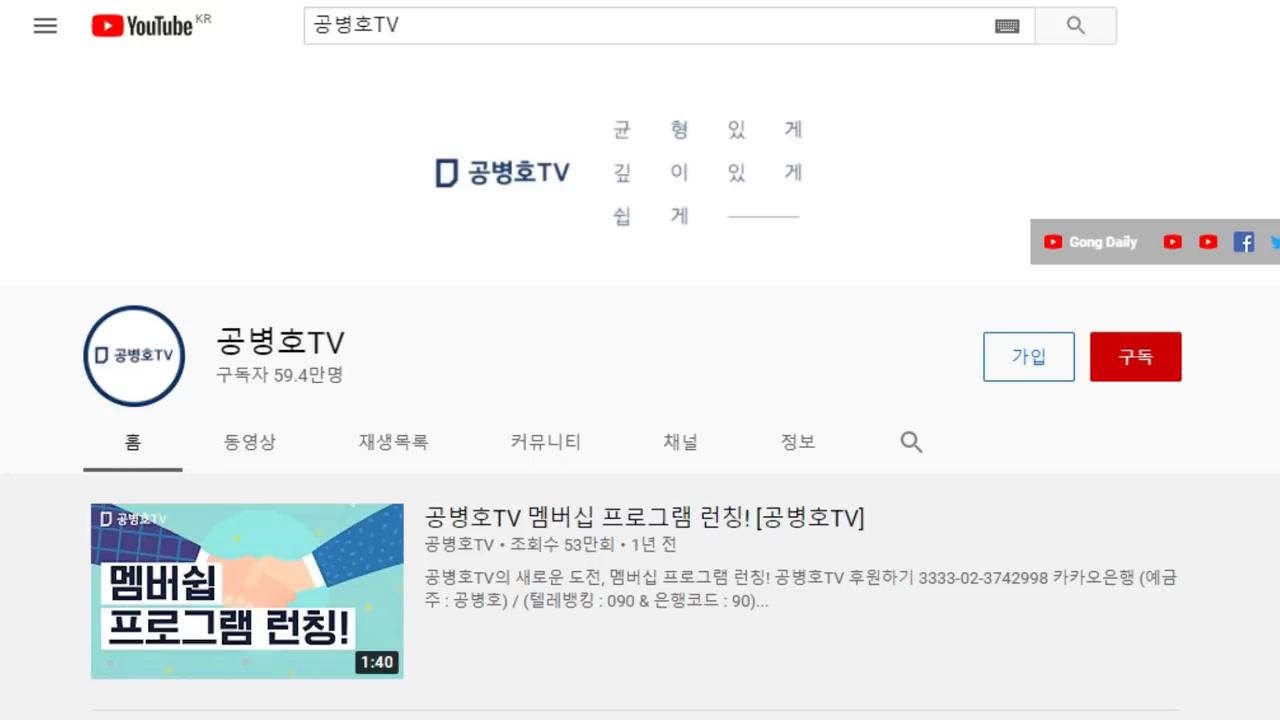 YouTube KR
공병호TV
균형있게
공병호TV
깊이있게
쉽게
Gong Daily
공병호TV
공병호TV
구독자 59.4만명
가입
구독
홈
동영상
재생목록
커뮤니티
채널
정보
공병호TV
멤버쉽
프로그램 런칭!
1:40
공병호TV 멤버십 프로그램 런칭! [공병호TV]
공병호TV • 조회수 53만회 • 1년 전
공병호TV의 새로운 도전, 멤버십 프로그램 런칭! 공병호TV 후원하기 3333-02-3742998 카카오은행 (예금
주 : 공병호) / (텔레뱅킹 : 090 & 은행코드 : 90)...